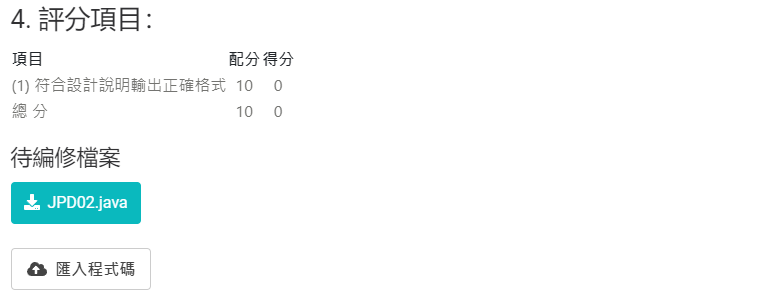 4. 評分項目：
項目 配分 得分
(1) 符合設計說明輸出正確格式 10 0
總 分 10 0
待編修檔案
JPD02.java
匯入程式碼